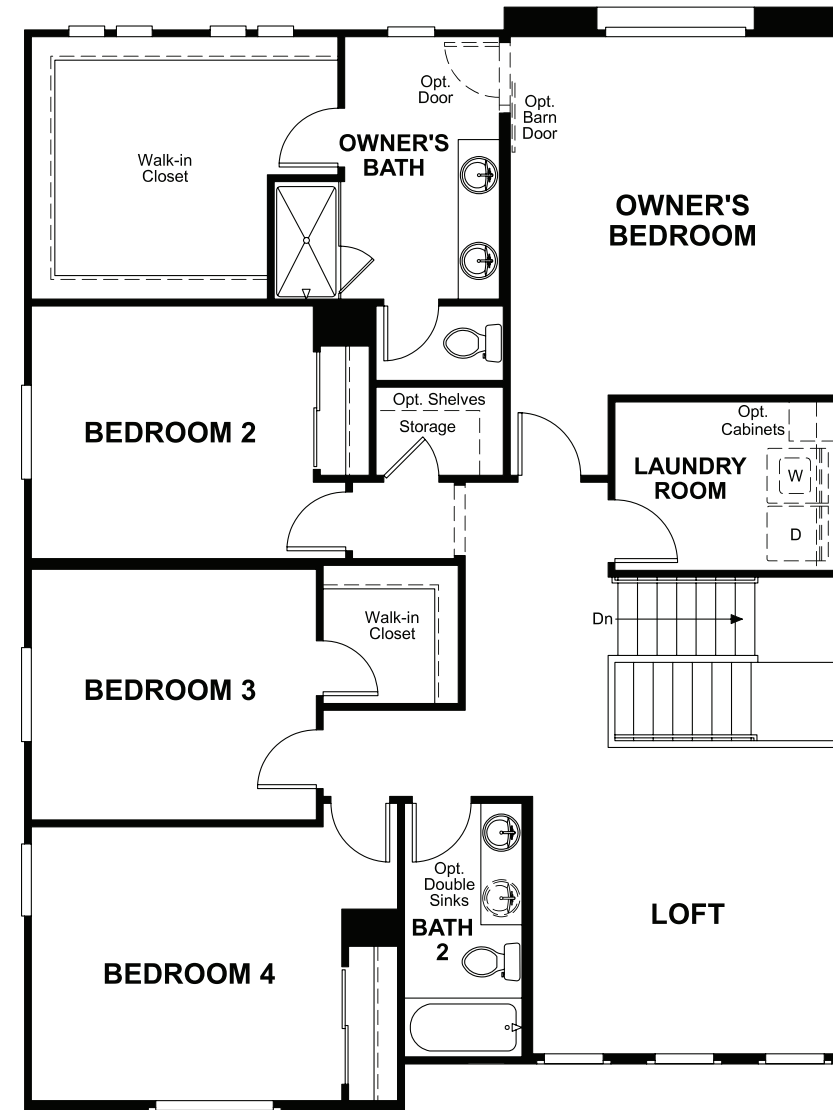 Opt.
Door
Opt.
Barn
Door
OWNER'S
BATH
Walk-in
Closet
OWNER'S
BEDROOM
Opt. Shelves
Storage
BEDROOM 2
Opt.
Cabinets
LAUNDRY
ROOM
W
D
Walk-in
Closet
Dn
BEDROOM 3
Opt.
Double
Sinks
BATH
2
LOFT
BEDROOM 4